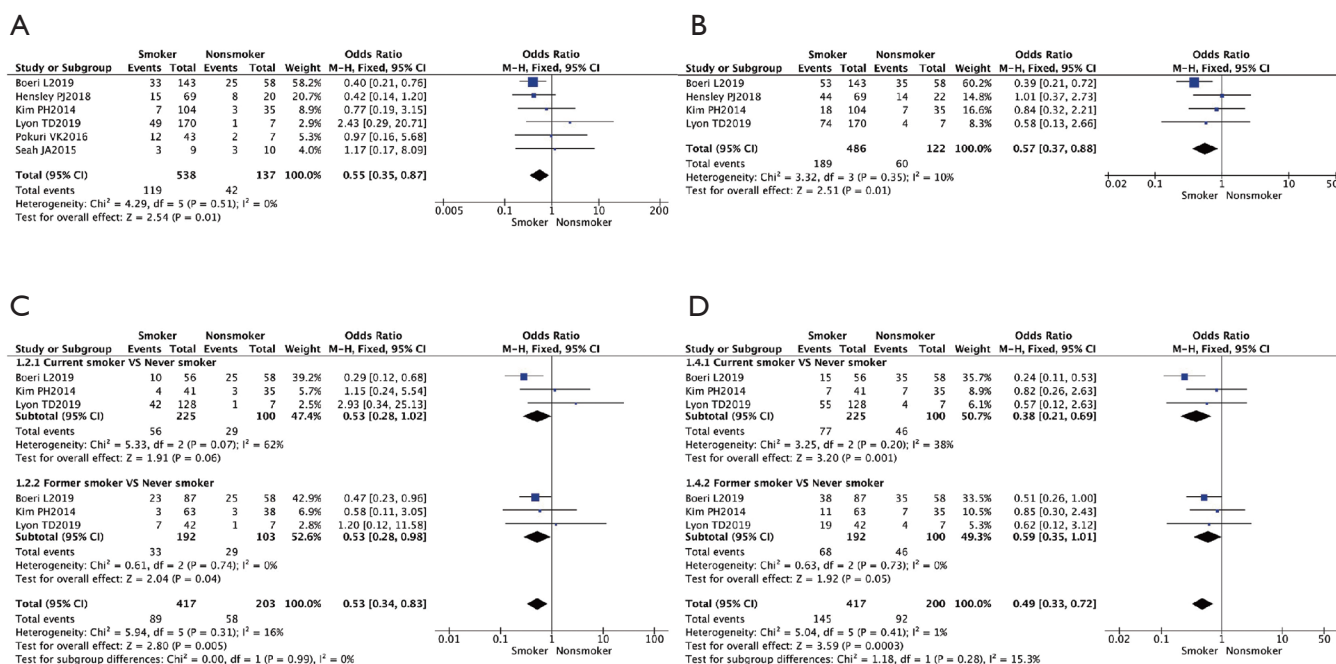 A
Smoker Nonsmoker Odds Ratio Odds Ratio
Study or Subgroup Events Total Events Total Weight M-H, Fixed, 95% CI M-H, Fixed, 95% CI
Boeri L2019 33 143 25 58 58.2% 0.40 [0.21, 0.76]
Hensley PJ2018 15 69 8 20 20.7% 0.42 [0.14, 1.20]
Kim PH2014 7 104 3 35 8.9% 0.77 [0.19, 3.15]
Lyon TD2019 49 170 1 7 2.9% 2.43 [0.29, 20.71]
Pokuri VK2016 12 43 2 7 5.3% 0.97 [0.16, 5.68]
Seah JA2015 3 9 3 10 4.0% 1.17 [0.17, 8.09]
Total (95% CI) 538 137 100.0% 0.55 [0.35, 0.87]
Total events 119 42
Heterogeneity: Chi² = 4.29, df = 5 (P = 0.51); I² = 0%
Test for overall effect: Z = 2.54 (P = 0.01)
0.005 0.1 1 10 200
Smoker Nonsmoker
B
Smoker Nonsmoker Odds Ratio Odds Ratio
Study or Subgroup Events Total Events Total Weight M-H, Fixed, 95% CI M-H, Fixed, 95% CI
Boeri L2019 53 143 35 58 60.2% 0.39 [0.21, 0.72]
Hensley PJ2018 44 69 14 22 14.8% 1.01 [0.37, 2.73]
Kim PH2014 18 104 7 35 16.6% 0.84 [0.32, 2.21]
Lyon TD2019 74 170 4 7 8.3% 0.58 [0.13, 2.66]
Total (95% CI) 486 122 100.0% 0.57 [0.37, 0.88]
Total events 189 60
Heterogeneity: Chi² = 3.32, df = 3 (P = 0.35); I² = 10%
Test for overall effect: Z = 2.51 (P = 0.01)
0.02 0.1 1 10 50
Smoker Nonsmoker
C
Smoker Nonsmoker Odds Ratio Odds Ratio
Study or Subgroup Events Total Events Total Weight M-H, Fixed, 95% CI M-H, Fixed, 95% CI
1.2.1 Current smoker VS Never smoker
Boeri L2019 10 56 25 58 39.2% 0.29 [0.12, 0.68]
Kim PH2014 4 41 3 35 5.7% 1.15 [0.24, 5.54]
Lyon TD2019 42 128 1 7 2.5% 2.93 [0.34, 25.13]
Subtotal (95% CI) 225 100 47.4% 0.53 [0.28, 1.02]
Total events 56 29
Heterogeneity: Chi² = 5.33, df = 2 (P = 0.07); I² = 62%
Test for overall effect: Z = 1.91 (P = 0.06)
1.2.2 Former smoker VS Never smoker
Boeri L2019 23 87 25 58 42.9% 0.47 [0.23, 0.96]
Kim PH2014 3 63 3 38 6.9% 0.58 [0.11, 3.05]
Lyon TD2019 7 42 1 7 2.8% 1.20 [0.12, 11.58]
Subtotal (95% CI) 192 103 52.6% 0.53 [0.28, 0.98]
Total events 33 29
Heterogeneity: Chi² = 0.61, df = 2 (P = 0.74); I² = 0%
Test for overall effect: Z = 2.04 (P = 0.04)
Total (95% CI) 417 203 100.0% 0.53 [0.34, 0.83]
Total events 89 58
Heterogeneity: Chi² = 5.94, df = 5 (P = 0.31); I² = 16%
Test for overall effect: Z = 2.80 (P = 0.005)
Test for subgroup differences: Chi² = 0.00, df = 1 (P = 0.99), I² = 0%
0.01 0.1 1 10 100
Smoker Nonsmoker
D
Smoker Nonsmoker Odds Ratio Odds Ratio
Study or Subgroup Events Total Events Total Weight M-H, Fixed, 95% CI M-H, Fixed, 95% CI
1.4.1 Current smoker VS Never smoker
Boeri L2019 15 56 35 58 35.7% 0.24 [0.11, 0.53]
Kim PH2014 7 41 7 35 8.9% 0.82 [0.26, 2.63]
Lyon TD2019 55 128 4 7 6.1% 0.57 [0.12, 2.63]
Subtotal (95% CI) 225 100 50.7% 0.38 [0.21, 0.69]
Total events 77 46
Heterogeneity: Chi² = 3.25, df = 2 (P = 0.20); I² = 38%
Test for overall effect: Z = 3.20 (P = 0.001)
1.4.2 Former smoker VS Never smoker
Boeri L2019 38 87 35 58 33.5% 0.51 [0.26, 1.00]
Kim PH2014 11 63 7 35 10.5% 0.85 [0.30, 2.43]
Lyon TD2019 19 42 4 7 5.3% 0.62 [0.12, 3.12]
Subtotal (95% CI) 192 100 49.3% 0.59 [0.35, 1.01]
Total events 68 46
Heterogeneity: Chi² = 0.63, df = 2 (P = 0.73); I² = 0%
Test for overall effect: Z = 1.92 (P = 0.05)
Total (95% CI) 417 200 100.0% 0.49 [0.33, 0.72]
Total events 145 92
Heterogeneity: Chi² = 5.04, df = 5 (P = 0.41); I² = 1%
Test for overall effect: Z = 3.59 (P = 0.0003)
Test for subgroup differences: Chi² = 1.18, df = 1 (P = 0.28), I² = 15.3%
0.02 0.1 1 10 50
Smoker Nonsmoker